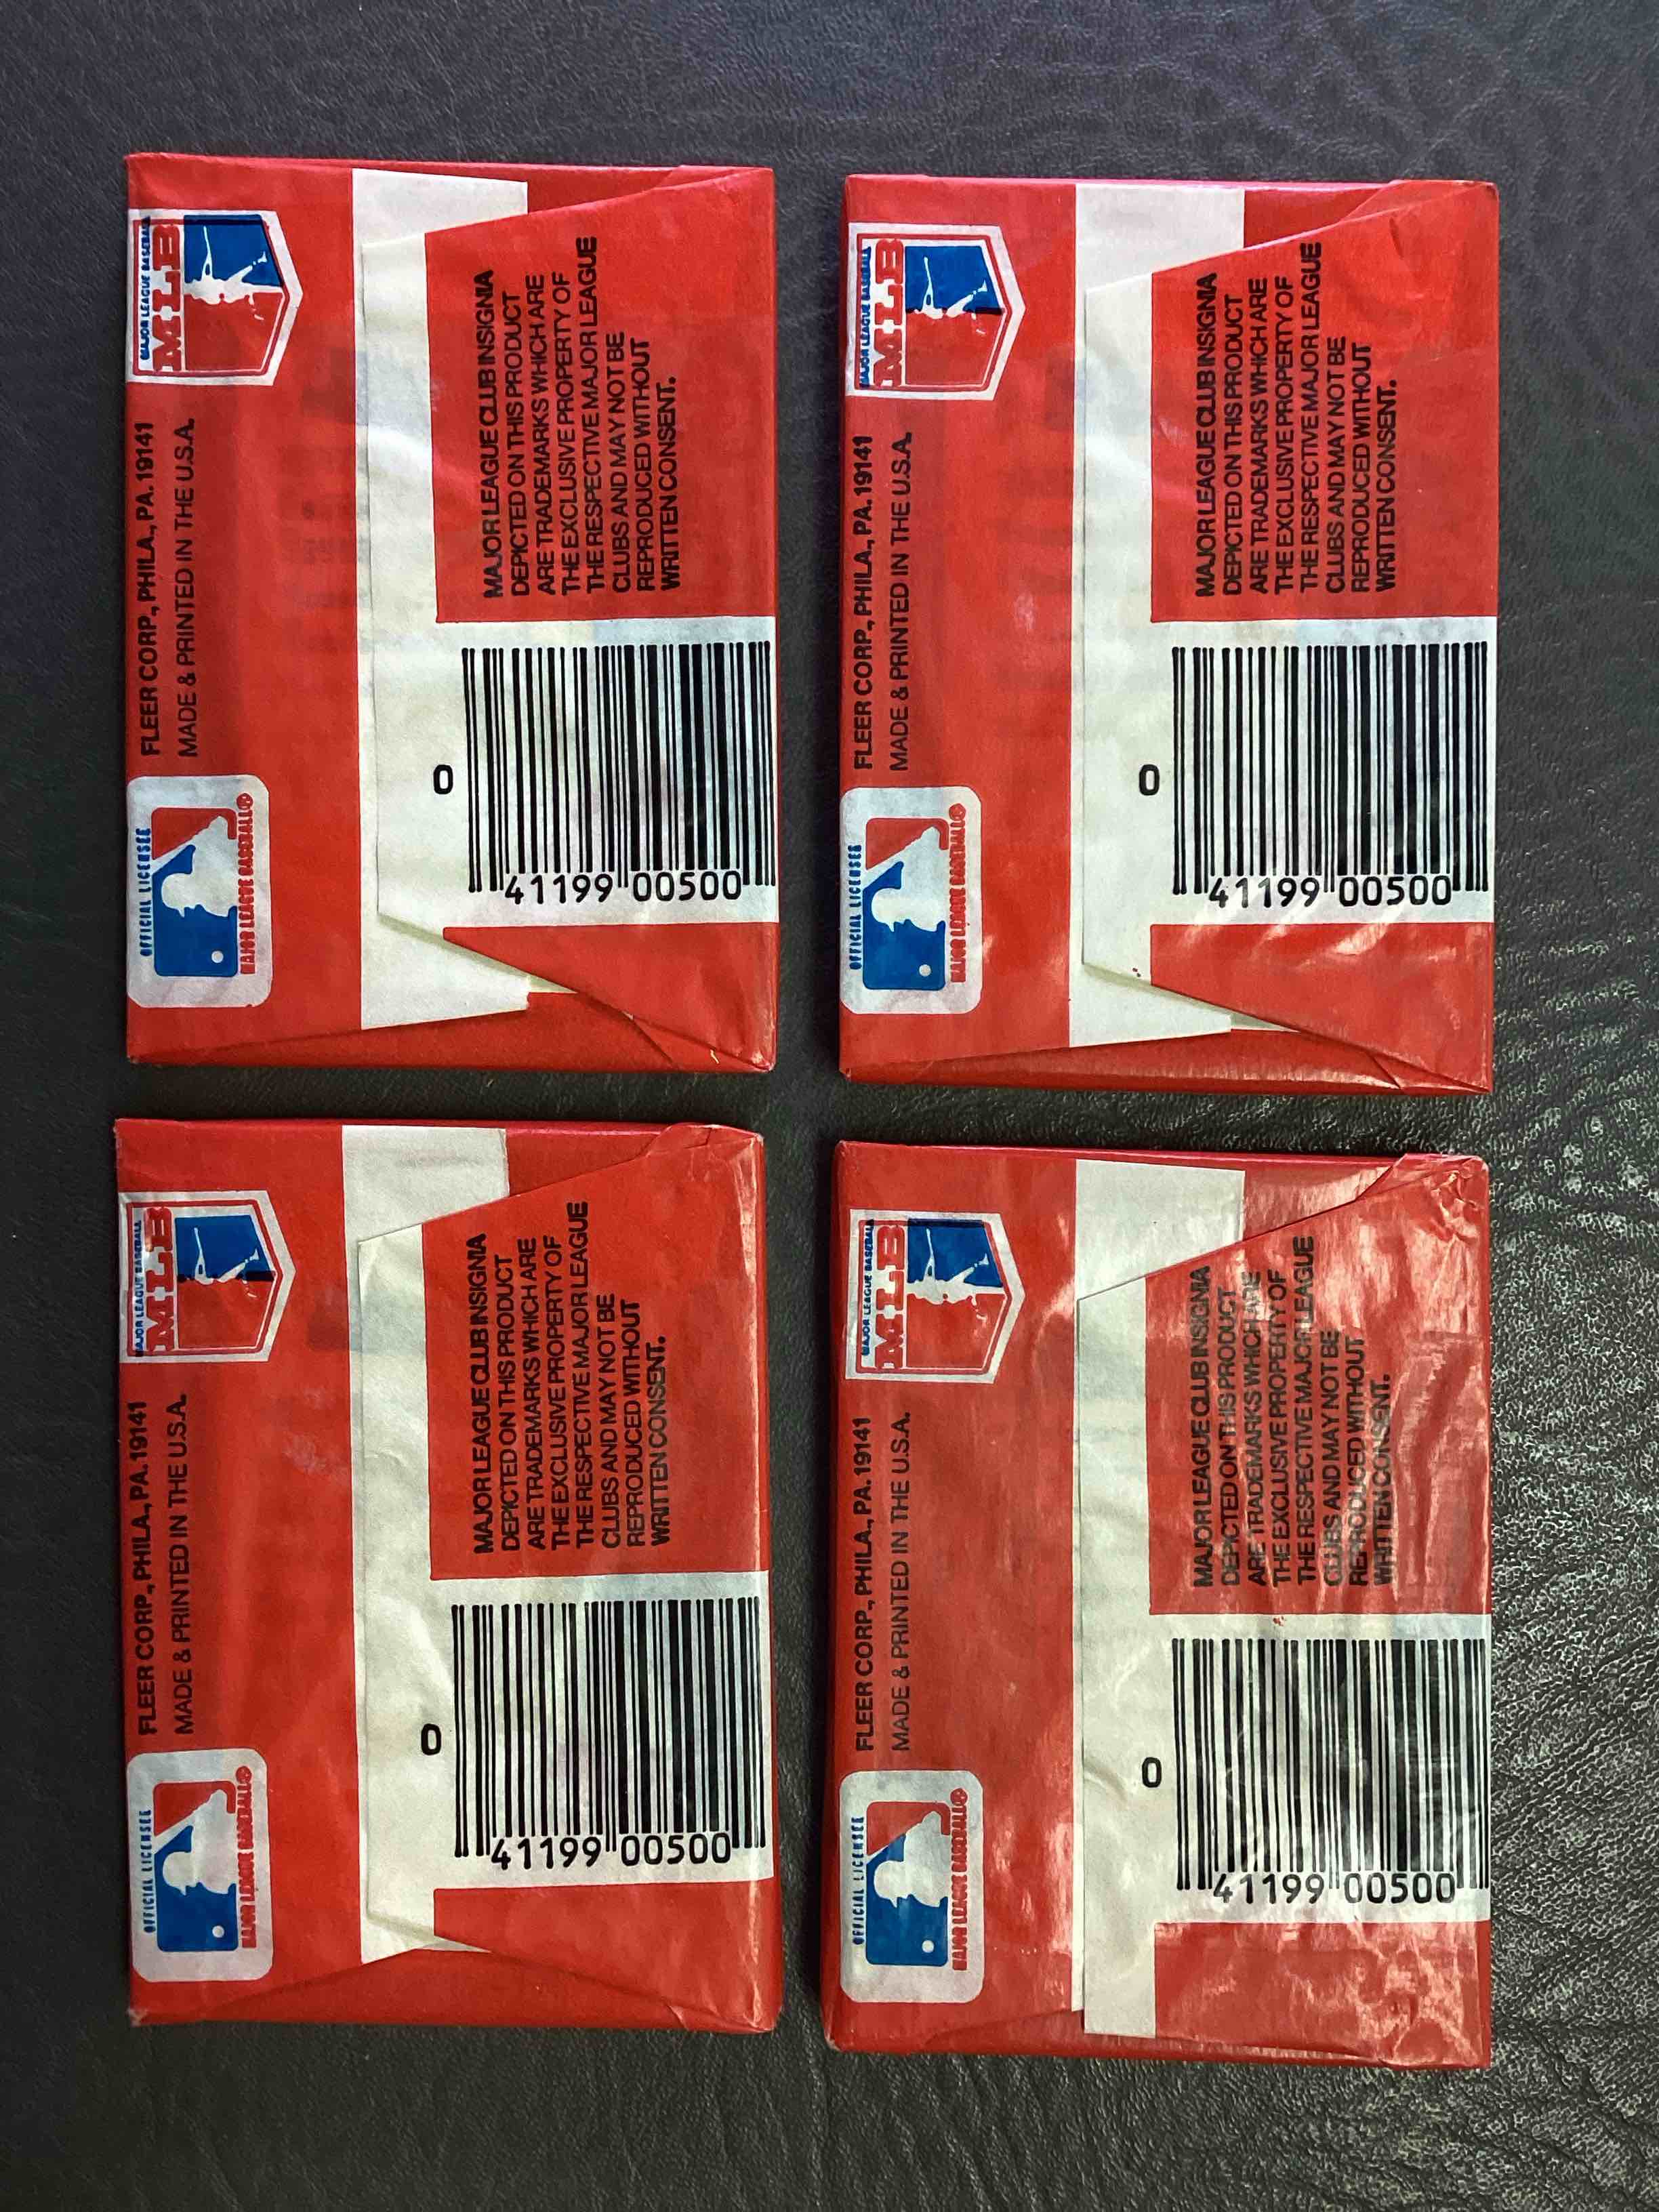 MAJOR LEAGUE BASEBALL
MLB
FLEER CORP., PHILA., PA. 19141
MADE & PRINTED IN THE U.S.A.
OFFICIAL LICENSEE
MAJOR LEAGUE BASEBALL®
MAJOR LEAGUE CLUB INSIGNIA
DEPICTED ON THIS PRODUCT
ARE TRADEMARKS WHICH ARE
THE EXCLUSIVE PROPERTY OF
THE RESPECTIVE MAJOR LEAGUE
CLUBS AND MAY NOT BE
REPRODUCED WITHOUT
WRITTEN CONSENT.
0
41199 00500
MAJOR LEAGUE BASEBALL
MLB
FLEER CORP., PHILA., PA. 19141
MADE & PRINTED IN THE U.S.A.
OFFICIAL LICENSEE
MAJOR LEAGUE BASEBALL®
MAJOR LEAGUE CLUB INSIGNIA
DEPICTED ON THIS PRODUCT
ARE TRADEMARKS WHICH ARE
THE EXCLUSIVE PROPERTY OF
THE RESPECTIVE MAJOR LEAGUE
CLUBS AND MAY NOT BE
REPRODUCED WITHOUT
WRITTEN CONSENT.
0
41199 00500
MAJOR LEAGUE BASEBALL
MLB
FLEER CORP., PHILA., PA. 19141
MADE & PRINTED IN THE U.S.A.
OFFICIAL LICENSEE
MAJOR LEAGUE BASEBALL®
MAJOR LEAGUE CLUB INSIGNIA
DEPICTED ON THIS PRODUCT
ARE TRADEMARKS WHICH ARE
THE EXCLUSIVE PROPERTY OF
THE RESPECTIVE MAJOR LEAGUE
CLUBS AND MAY NOT BE
REPRODUCED WITHOUT
WRITTEN CONSENT.
0
41199 00500
MAJOR LEAGUE BASEBALL
MLB
FLEER CORP., PHILA., PA. 19141
MADE & PRINTED IN THE U.S.A.
OFFICIAL LICENSEE
MAJOR LEAGUE BASEBALL®
MAJOR LEAGUE CLUB INSIGNIA
DEPICTED ON THIS PRODUCT
ARE TRADEMARKS WHICH ARE
THE EXCLUSIVE PROPERTY OF
THE RESPECTIVE MAJOR LEAGUE
CLUBS AND MAY NOT BE
REPRODUCED WITHOUT
WRITTEN CONSENT.
0
41199 00500